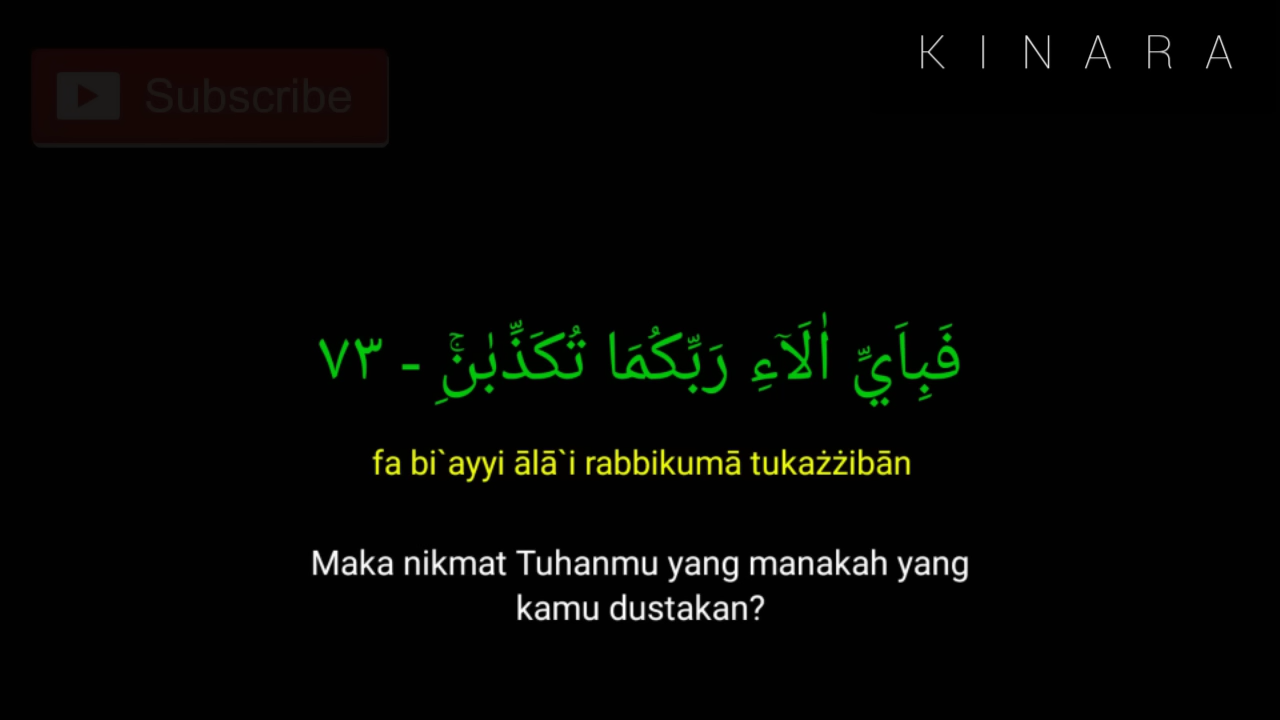 Subscribe
K I N A R A
فَبِاَيِّ اٰلَاۤءِ رَبِّكُمَا تُكَذِّبٰنِۚ - ٧٣
fa bi`ayyi ālā`i rabbikumā tukażżibān
Maka nikmat Tuhanmu yang manakah yang
kamu dustakan?